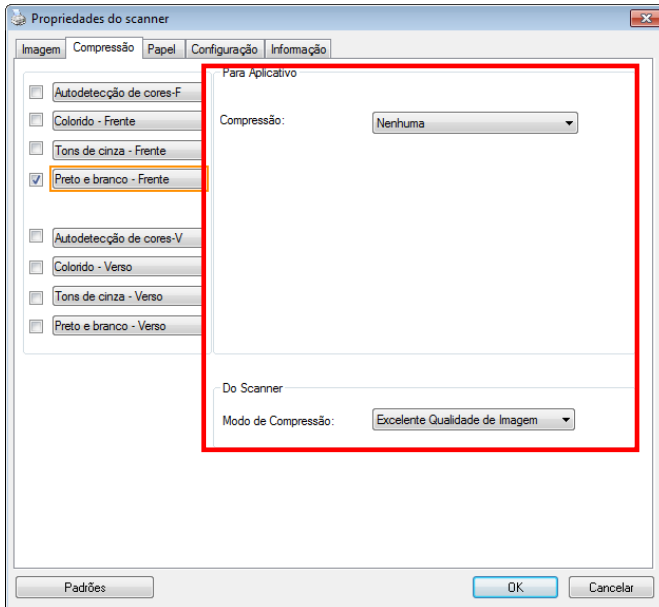 Propriedades do scanner
Imagem Compressão Papel Configuração Informação
Autodetecção de cores-F
Colorido - Frente
Tons de cinza - Frente
Preto e branco - Frente
Autodetecção de cores-V
Colorido - Verso
Tons de cinza - Verso
Preto e branco - Verso
Para Aplicativo
Compressão: Nenhuma
Do Scanner
Modo de Compressão: Excelente Qualidade de Imagem
Padrões OK Cancelar